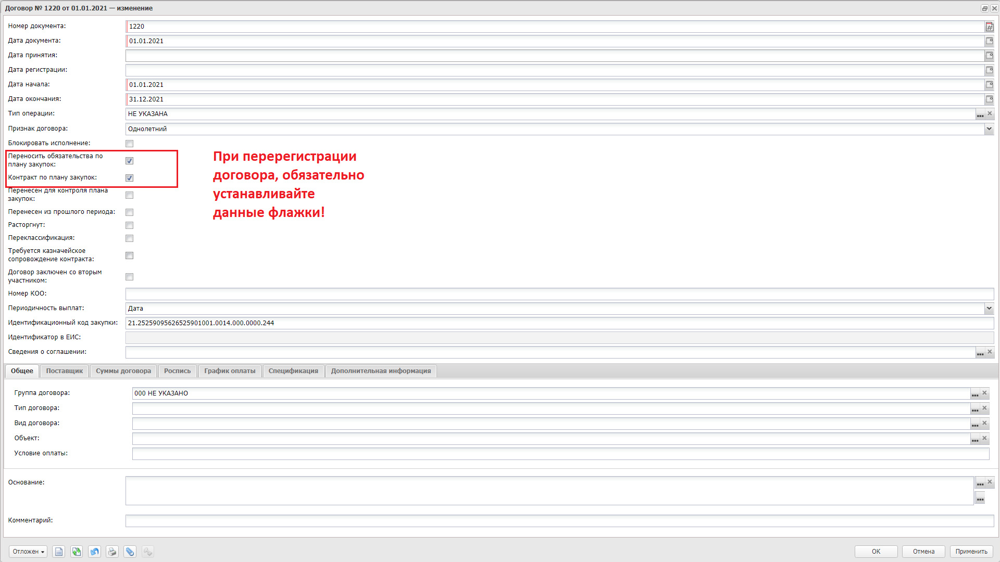 Договор № 1220 от 01.01.2021 — изменение
Номер документа: 1220
Дата документа: 01.01.2021
Дата принятия:
Дата регистрации:
Дата начала: 01.01.2021
Дата окончания: 31.12.2021
Тип операции: НЕ УКАЗАНА
Признак договора: Однолетний
Блокировать исполнение:
Переносить обязательства по
плану закупок:
Контракт по плану закупок:
При перерегистрации
договора, обязательно
устанавливайте
данные флажки!
Перенесен для контроля плана
закупок:
Перенесен из прошлого периода:
Расторгнут:
Переклассификация:
Требуется казначейское
сопровождение контракта:
Договор заключен со вторым
участником:
Номер КОО:
Периодичность выплат: Дата
Идентификационный код закупки: 21.25259095626525901001.0014.000.0000.244
Идентификатор в ЕИС:
Сведения о соглашении:
Общее Поставщик Суммы договора Роспись График оплаты Спецификация Дополнительная информация
Группа договора: 000 НЕ УКАЗАНО
Тип договора:
Вид договора:
Объект:
Условие оплаты:
Основание:
Комментарий:
Отложен ОК Отмена Применить